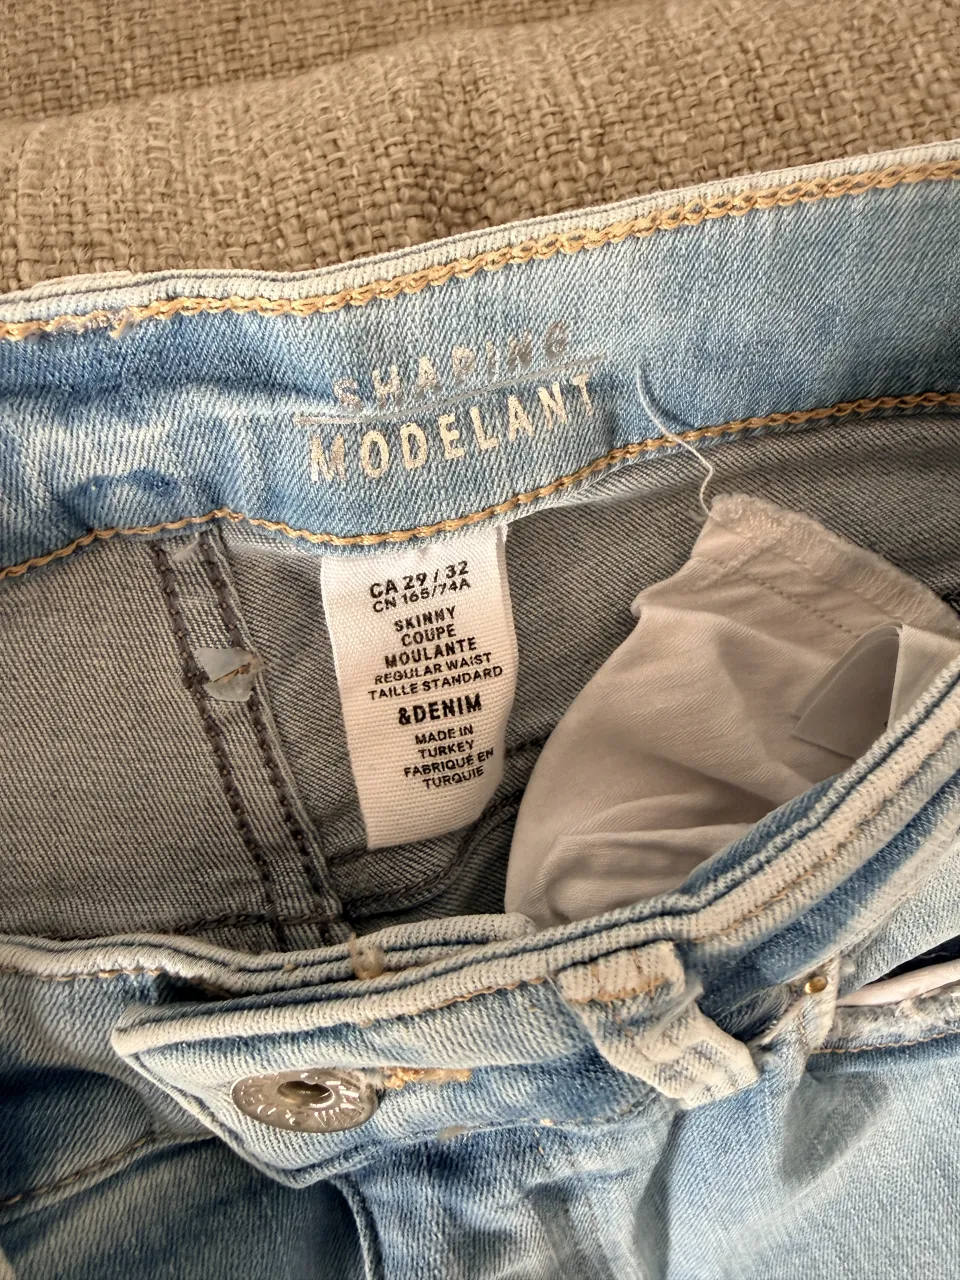 SHAPING
MODELANT
CA 29 / 32
CN 165/74A
SKINNY
COUPE
MOULANTE
REGULAR WAIST
TAILLE STANDARD
&DENIM
MADE IN
TURKEY
FABRIQUÉ EN
TURQUIE